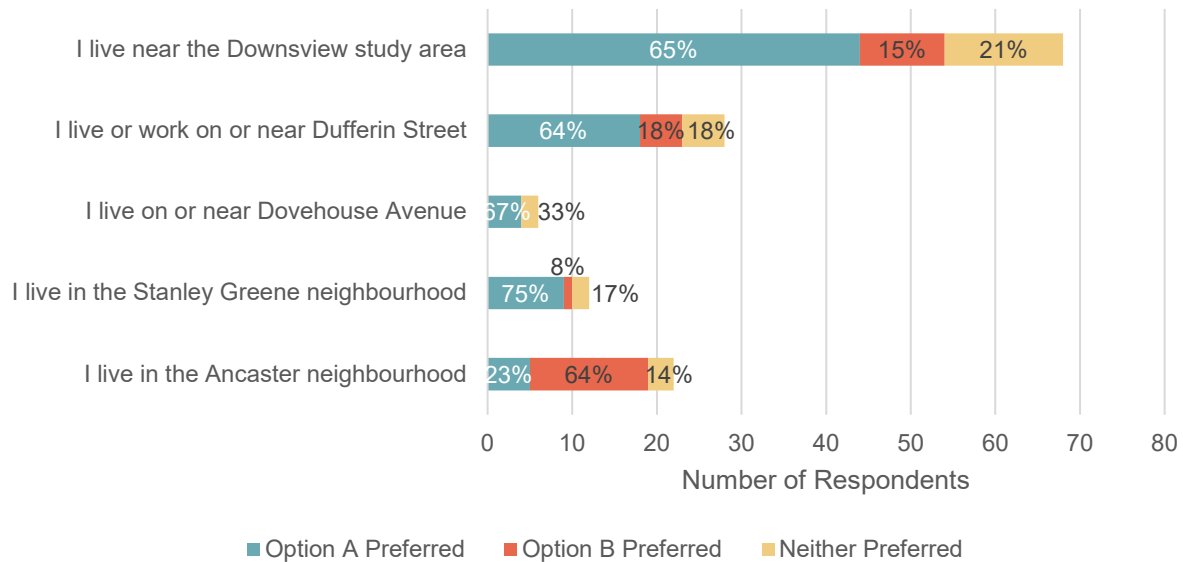 I live near the Downsview study area
65% 15% 21%
I live or work on or near Dufferin Street
64% 18% 18%
I live on or near Dovehouse Avenue
67% 33%
8%
I live in the Stanley Greene neighbourhood
75% 17%
I live in the Ancaster neighbourhood
23% 64% 14%
0 10 20 30 40 50 60 70 80
Number of Respondents
Option A Preferred Option B Preferred Neither Preferred